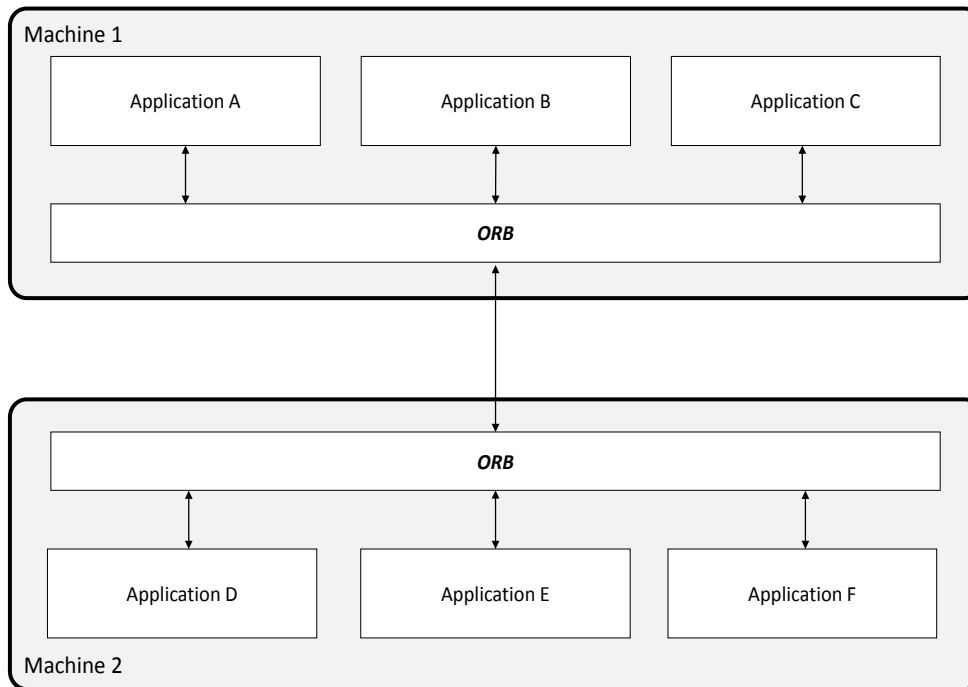 Machine 1
Application A
Application B
Application C
ORB
ORB
Application D
Application E
Application F
Machine 2